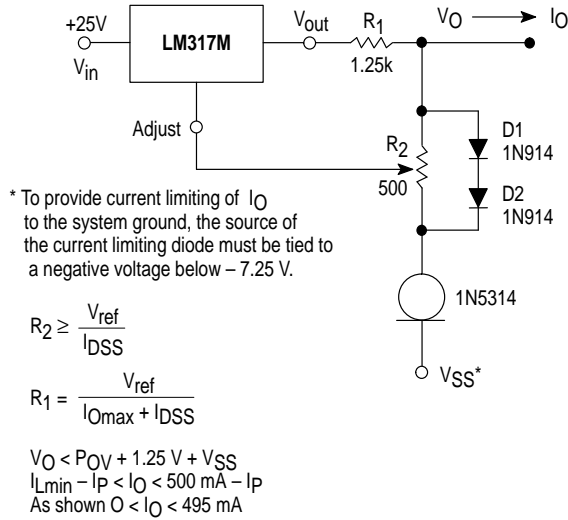 +25V
LM317M
Vout
R1
VO
IO
Vin
1.25k
Adjust
R2
500
D1
1N914
D2
1N914
* To provide current limiting of IO
to the system ground, the source of
the current limiting diode must be tied to
a negative voltage below – 7.25 V.
1N5314
R2 ≥ Vref
IDSS
VSS*
R1 = Vref
IOmax + IDSS
VO < POV + 1.25 V + VSS
ILmin – IP < IO < 500 mA – IP
As shown O < IO < 495 mA